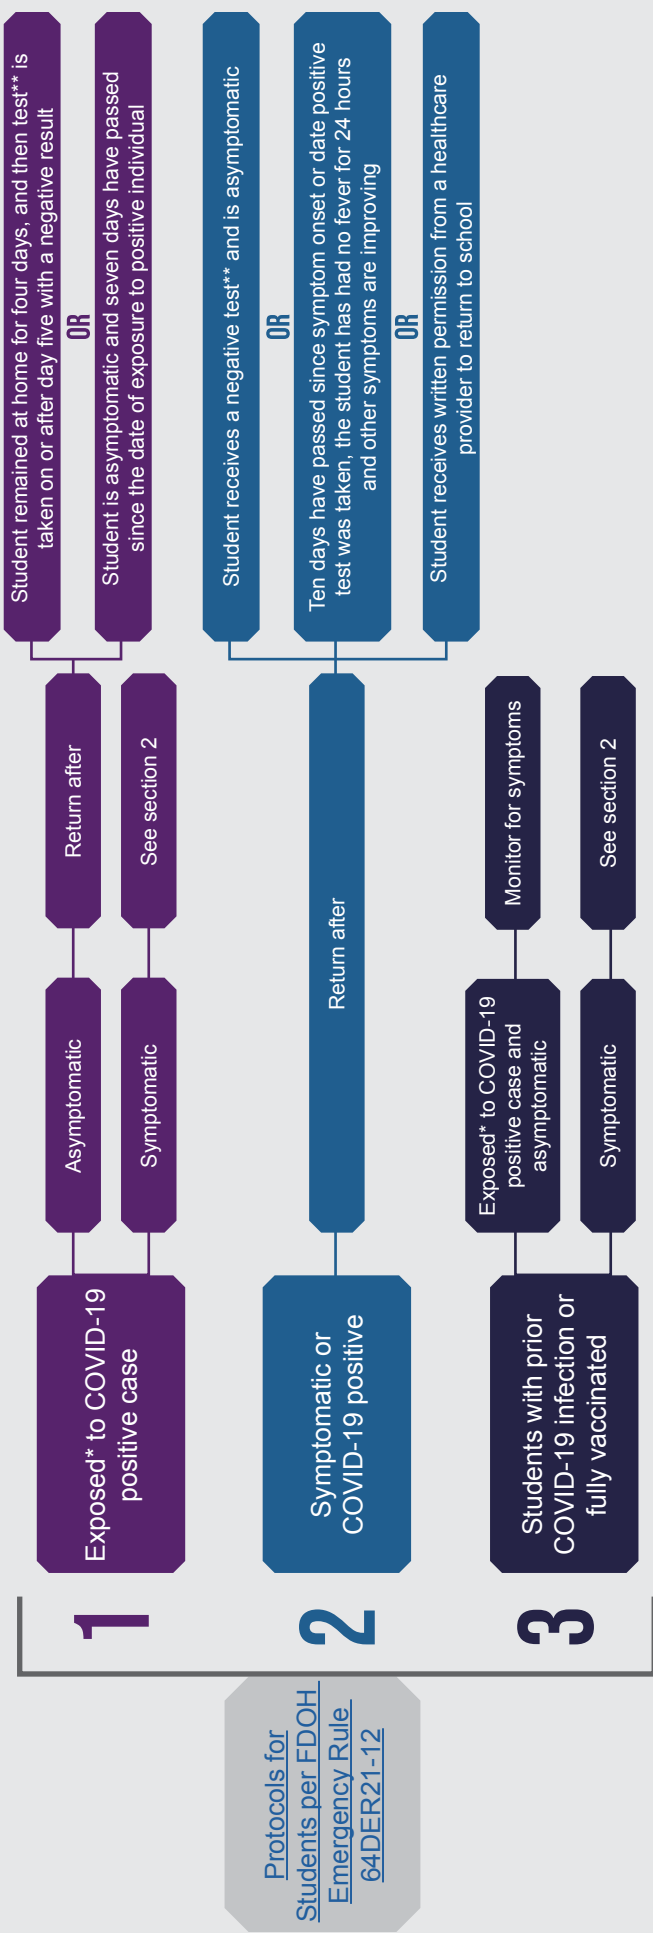 Protocols for
Students per FDOH
Emergency Rule
64DER21-12
1
Exposed* to COVID-19
positive case
Asymptomatic
Return after
Student remained at home for four days, and then test** is
taken on or after day five with a negative result
OR
Student is asymptomatic and seven days have passed
since the date of exposure to positive individual
Symptomatic
See section 2
2
Symptomatic or
COVID-19 positive
Return after
Student receives a negative test** and is asymptomatic
OR
Ten days have passed since symptom onset or date positive
test was taken, the student has had no fever for 24 hours
and other symptoms are improving
OR
Student receives written permission from a healthcare
provider to return to school
3
Students with prior
COVID-19 infection or
fully vaccinated
Exposed* to COVID-19
positive case and
asymptomatic
Monitor for symptoms
Symptomatic
See section 2